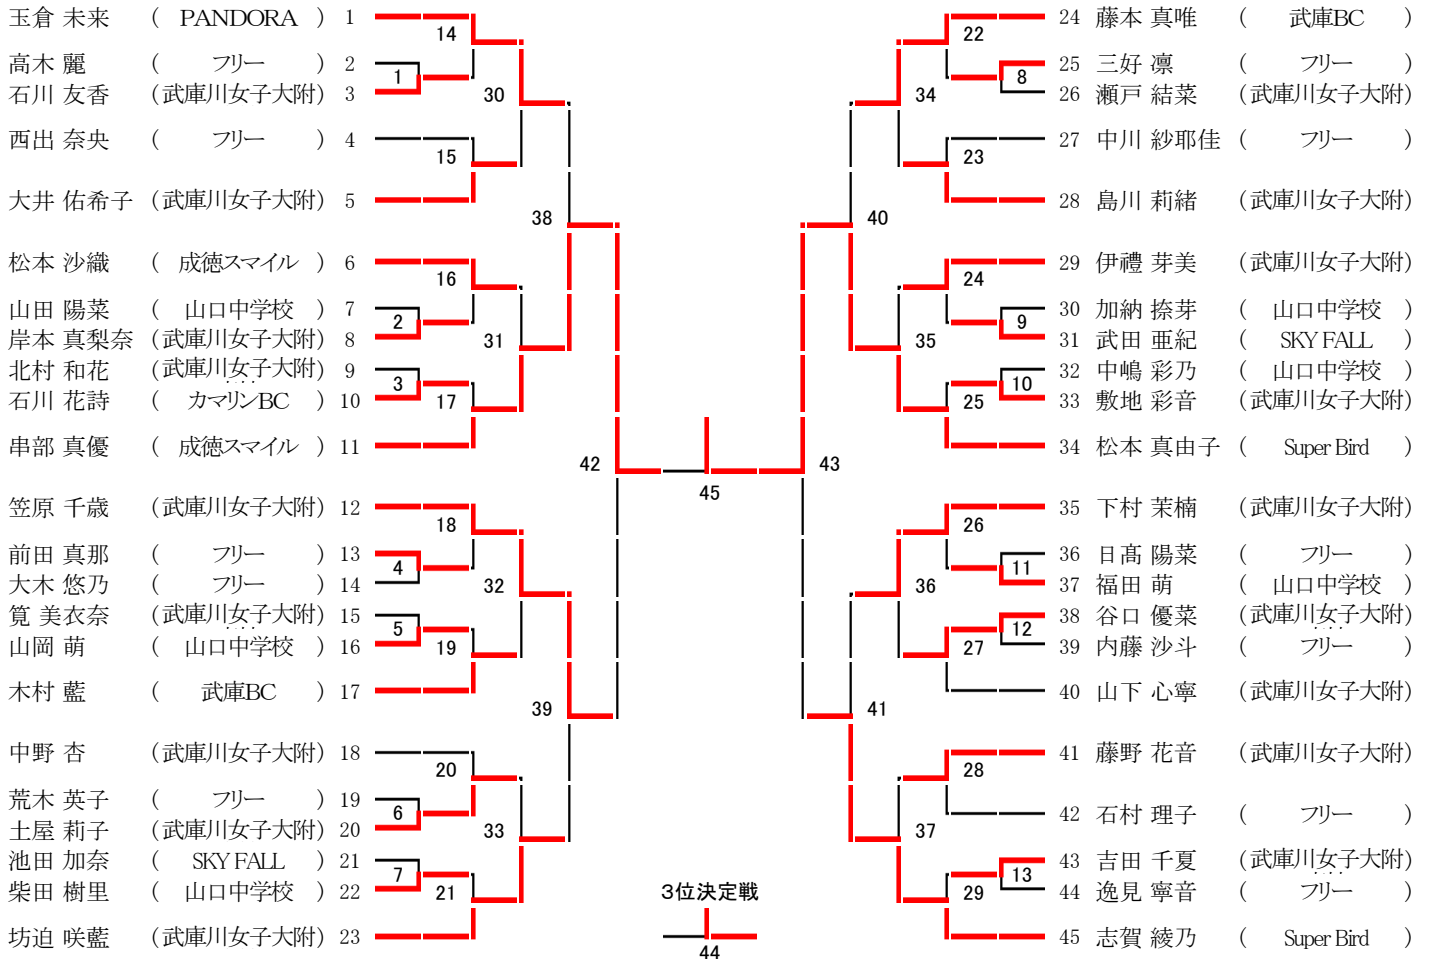 玉倉 未来 ( PANDORA ) 1
高木 麗 ( フリー ) 2
石川 友香 (武庫川女子大附) 3
西出 奈央 ( フリー ) 4
大井 佑希子 (武庫川女子大附) 5
松本 沙織 ( 成徳スマイル ) 6
山田 陽菜 ( 山口中学校 ) 7
岸本 真梨奈 (武庫川女子大附) 8
北村 和花 (武庫川女子大附) 9
石川 花詩 ( カマリンBC ) 10
串部 真優 ( 成徳スマイル ) 11
笠原 千歳 (武庫川女子大附) 12
前田 真那 ( フリー ) 13
大木 悠乃 ( フリー ) 14
筧 美衣奈 (武庫川女子大附) 15
山岡 萌 ( 山口中学校 ) 16
木村 藍 ( 武庫BC ) 17
中野 杏 (武庫川女子大附) 18
荒木 英子 ( フリー ) 19
土屋 莉子 (武庫川女子大附) 20
池田 加奈 ( SKY FALL ) 21
柴田 樹里 ( 山口中学校 ) 22
坊迫 咲藍 (武庫川女子大附) 23
14
1
30
15
38
16
2
31
3
17
42
18
4
32
5
19
39
20
6
33
7
21
45
3位決定戦
44
22
8
34
23
40
24
9
35
10
25
43
26
11
36
12
27
41
28
37
13
29
24 藤本 真唯 ( 武庫BC )
25 三好 凛 ( フリー )
26 瀬戸 結菜 (武庫川女子大附)
27 中川 紗耶佳 ( フリー )
28 島川 莉緒 (武庫川女子大附)
29 伊禮 芽美 (武庫川女子大附)
30 加納 捺芽 ( 山口中学校 )
31 武田 亜紀 ( SKY FALL )
32 中嶋 彩乃 ( 山口中学校 )
33 敷地 彩音 (武庫川女子大附)
34 松本 真由子 ( Super Bird )
35 下村 茉楠 (武庫川女子大附)
36 日髙 陽菜 ( フリー )
37 福田 萌 ( 山口中学校 )
38 谷口 優菜 (武庫川女子大附)
39 内藤 沙斗 ( フリー )
40 山下 心寧 (武庫川女子大附)
41 藤野 花音 (武庫川女子大附)
42 石村 理子 ( フリー )
43 吉田 千夏 (武庫川女子大附)
44 逸見 寧音 ( フリー )
45 志賀 綾乃 ( Super Bird )